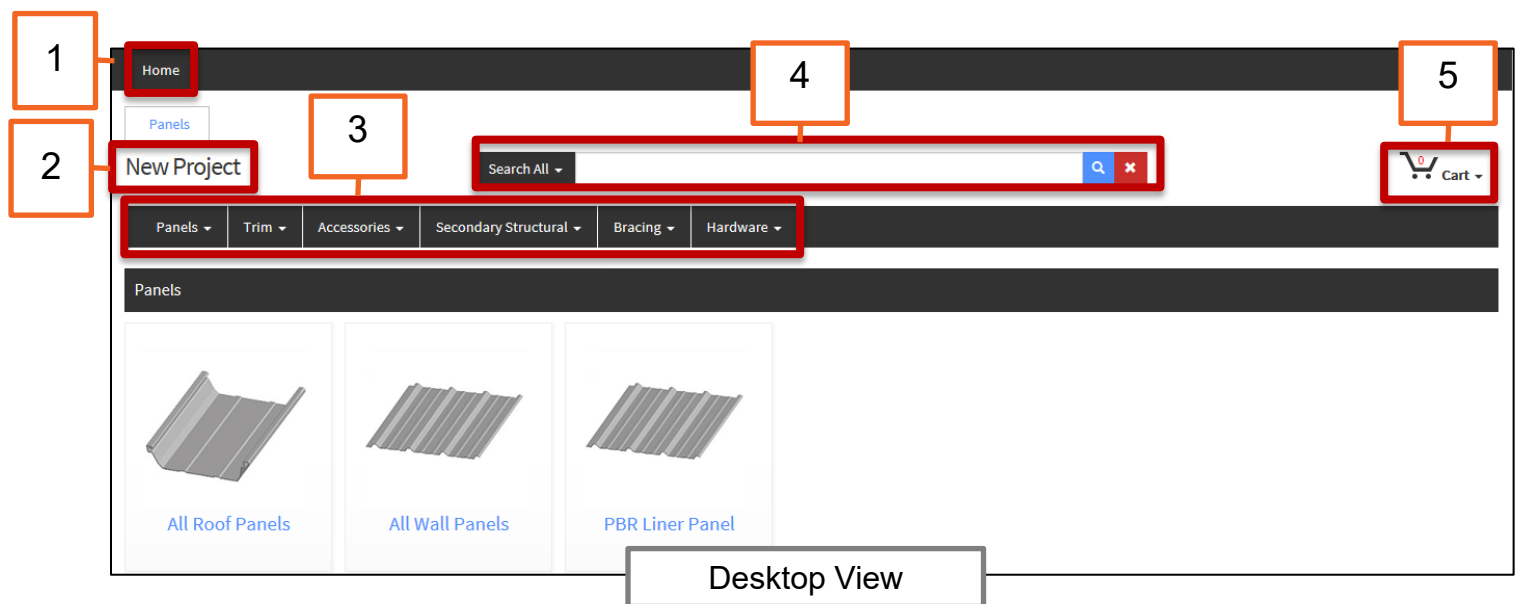 1
Home
4
5
Panels
3
2
New Project
Search All
0
Cart
Panels Trim Accessories Secondary Structural Bracing Hardware
Panels
All Roof Panels All Wall Panels PBR Liner Panel
Desktop View